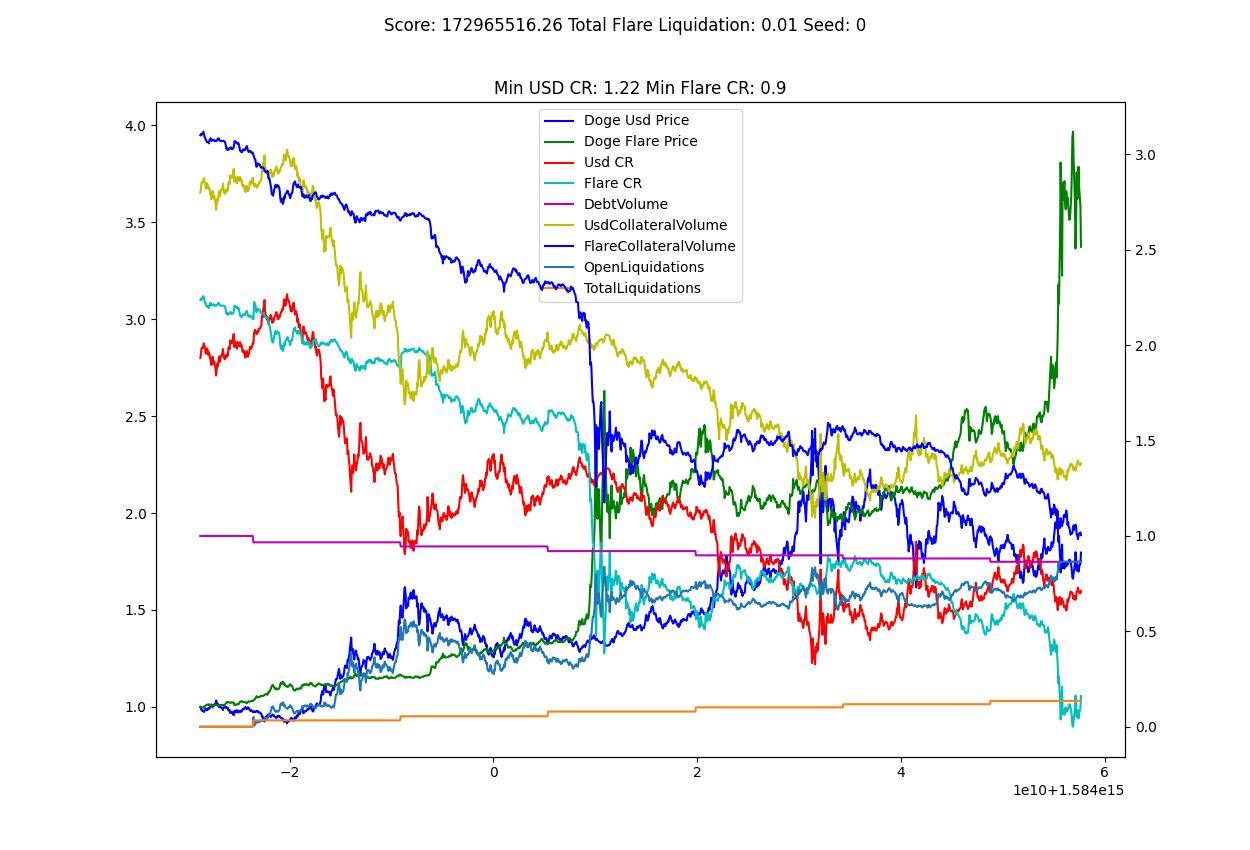 Score: 172965516.26 Total Flare Liquidation: 0.01 Seed: 0
Min USD CR: 1.22 Min Flare CR: 0.9
Doge Usd Price
Doge Flare Price
Usd CR
Flare CR
DebtVolume
UsdCollateralVolume
FlareCollateralVolume
OpenLiquidations
TotalLiquidations
4.0
3.5
3.0
2.5
2.0
1.5
1.0
3.0
2.5
2.0
1.5
1.0
0.5
0.0
−2 0 2 4 6
1e10+1.584e15